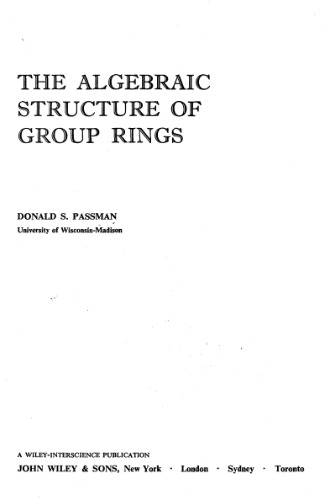 THE ALGEBRAIC
STRUCTURE OF
GROUP RINGS
DONALD S. PASSMAN
University of Wisconsin-Madison
A WILEY-INTERSCIENCE PUBLICATION
JOHN WILEY & SONS, New York · London · Sydney · Toronto